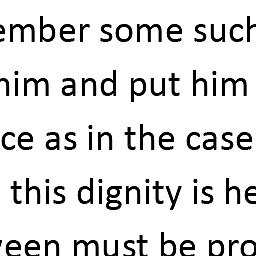 ember some such
him and put him
ce as in the case
this dignity is he
ween must be pro